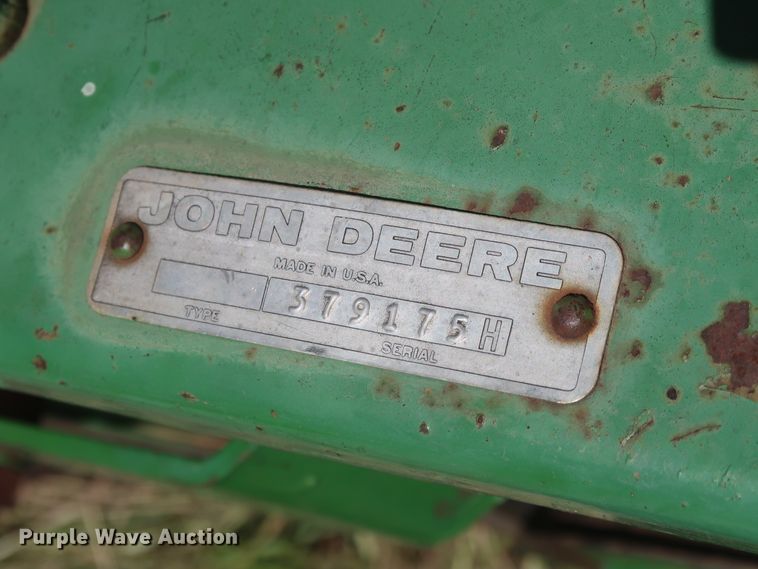 JOHN DEERE
MADE IN U.S.A.
379175H
TYPE SERIAL
Purple Wave Auction